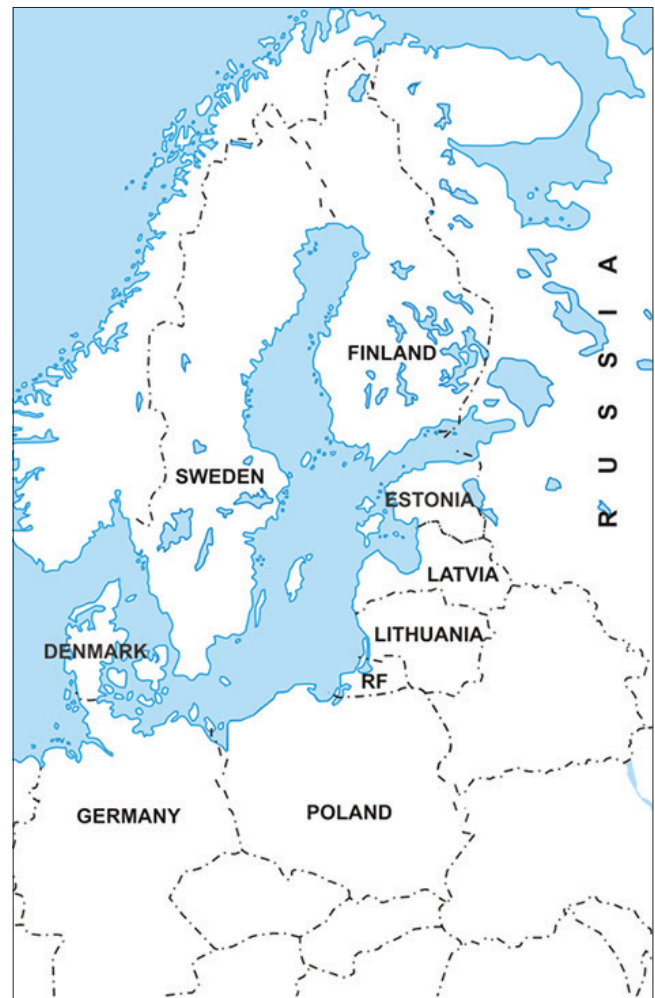 FINLAND
RUSSIA
SWEDEN
ESTONIA
LATVIA
LITHUANIA
DENMARK
RF
GERMANY
POLAND